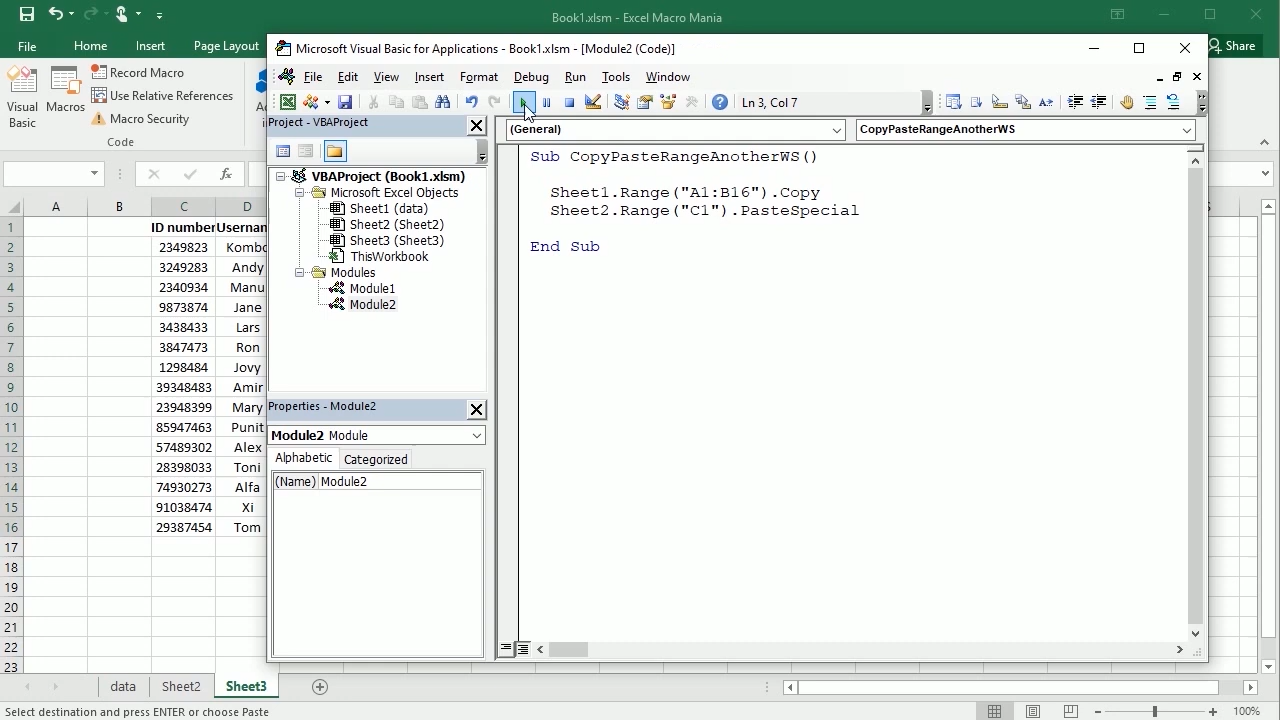 Book1.xlsm - Excel Macro Mania
File Home Insert Page Layout Share
Visual Basic
Macros
Record Macro
Use Relative References
Macro Security
Code
A B C D
1 ID number
2 2349823 Kombo
3 3249283 Andy
4 2340934 Manu
5 9873874 Jane
6 3438433 Lars
7 3847473 Ron
8 1298484 Jovy
9 39348483 Amir
10 23948399 Mary
11 85947463 Punit
12 57489302 Alex
13 28398033 Toni
14 74930273 Alfa
15 91038474 Xi
16 29387454 Tom
17
18
19
20
21
22
23
data Sheet2 Sheet3
Select destination and press ENTER or choose Paste
100%
Microsoft Visual Basic for Applications - Book1.xlsm - [Module2 (Code)]
File Edit View Insert Format Debug Run Tools Window
Ln 3, Col 7
Project - VBAProject
VBAProject (Book1.xlsm)
Microsoft Excel Objects
Sheet1 (data)
Sheet2 (Sheet2)
Sheet3 (Sheet3)
ThisWorkbook
Modules
Module1
Module2
Properties - Module2
Module2 Module
Alphabetic Categorized
(Name) Module2
(General) CopyPasteRangeAnotherWS
Sub CopyPasteRangeAnotherWS()
Sheet1.Range("A1:B16").Copy
Sheet2.Range("C1").PasteSpecial
End Sub